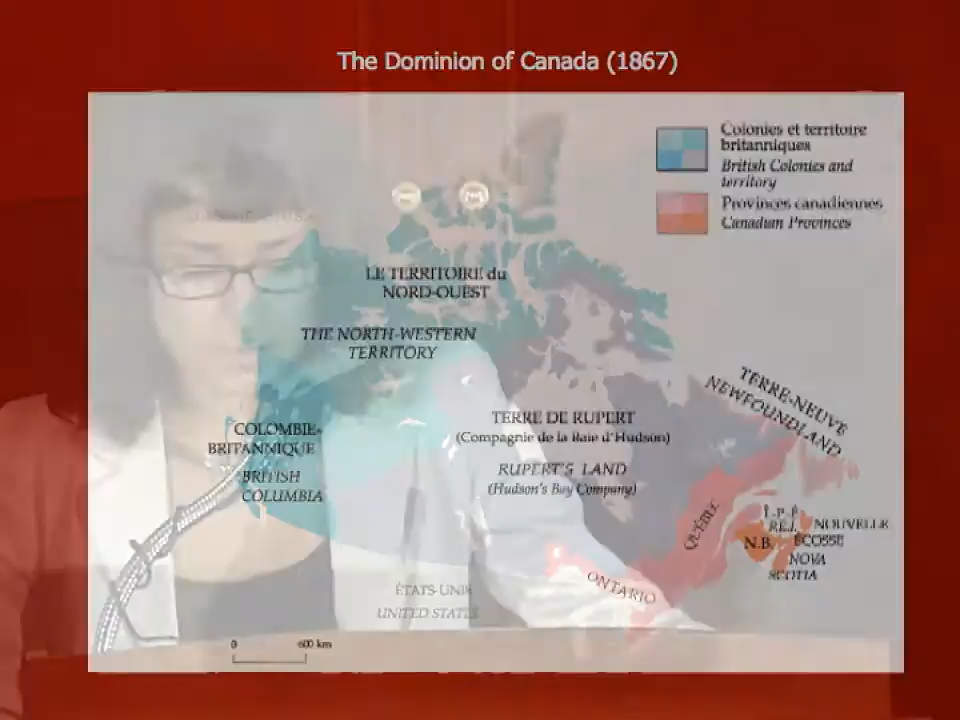 The Dominion of Canada (1867)
Colonies et territoire
britanniques
British Colonies and
territory
Provinces canadiennes
Canadian Provinces
LE TERRITOIRE du
NORD-OUEST
THE NORTH-WESTERN
TERRITORY
TERRE-NEUVE
NEWFOUNDLAND
TERRE DE RUPERT
(Compagnie de la Baie d'Hudson)
RUPERT'S LAND
(Hudson's Bay Company)
COLOMBIE-
BRITANNIQUE
BRITISH
COLUMBIA
QUÉBEC
Î.-P.-É
P.E.I.
N.B.
NOUVELLE
ÉCOSSE
NOVA
SCOTIA
ONTARIO
ÉTATS-UNIS
UNITED STATES
0 600 km